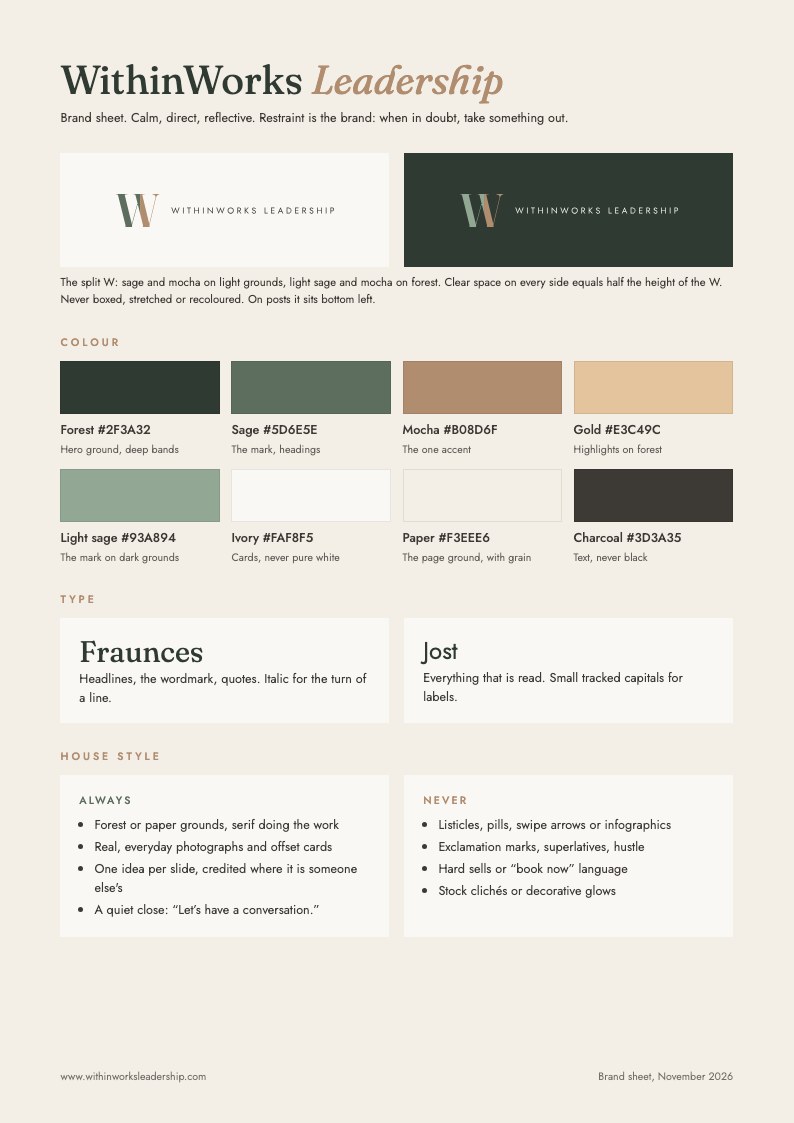 WithinWorks Leadership
Brand sheet. Calm, direct, reflective. Restraint is the brand: when in doubt, take something out.
W WITHINWORKS LEADERSHIP
W WITHINWORKS LEADERSHIP
The split W: sage and mocha on light grounds, light sage and mocha on forest. Clear space on every side equals half the height of the W.
Never boxed, stretched or recoloured. On posts it sits bottom left.
COLOUR
Forest #2F3A32
Hero ground, deep bands
Sage #5D6E5E
The mark, headings
Mocha #B08D6F
The one accent
Gold #E3C49C
Highlights on forest
Light sage #93A894
The mark on dark grounds
Ivory #FAF8F5
Cards, never pure white
Paper #F3EEE6
The page ground, with grain
Charcoal #3D3A35
Text, never black
TYPE
Fraunces
Headlines, the wordmark, quotes. Italic for the turn of
a line.
Jost
Everything that is read. Small tracked capitals for
labels.
HOUSE STYLE
ALWAYS
Forest or paper grounds, serif doing the work
Real, everyday photographs and offset cards
One idea per slide, credited where it is someone
else's
A quiet close: “Let’s have a conversation.”
NEVER
Listicles, pills, swipe arrows or infographics
Exclamation marks, superlatives, hustle
Hard sells or “book now” language
Stock clichés or decorative glows
www.withinworksleadership.com
Brand sheet, November 2026